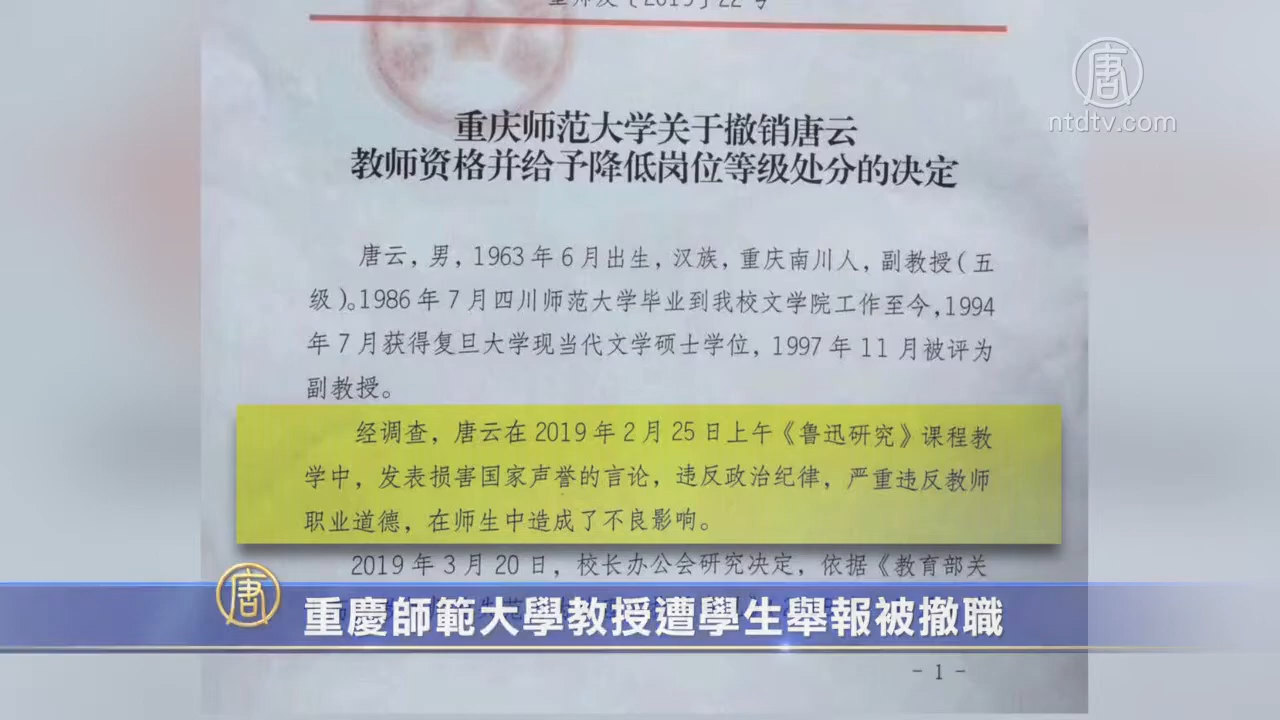 重庆师范大学关于撤销唐云
教师资格并给予降低岗位等级处分的决定
唐
ntdtv.com
唐云，男，1963年6月出生，汉族，重庆南川人，副教授（五
级）。1986年7月四川师范大学毕业到我校文学院工作至今，1994
年7月获得复旦大学现当代文学硕士学位，1997年11月被评为
副教授。
经调查，唐云在2019年2月25日上午《鲁迅研究》课程教
学中，发表损害国家声誉的言论，违反政治纪律，严重违反教师
职业道德，在师生中造成了不良影响。
2019年3月20日，校长办公会研究决定，依据《教育部关
唐
重慶師範大學教授遭學生舉報被撤職
- 1 -